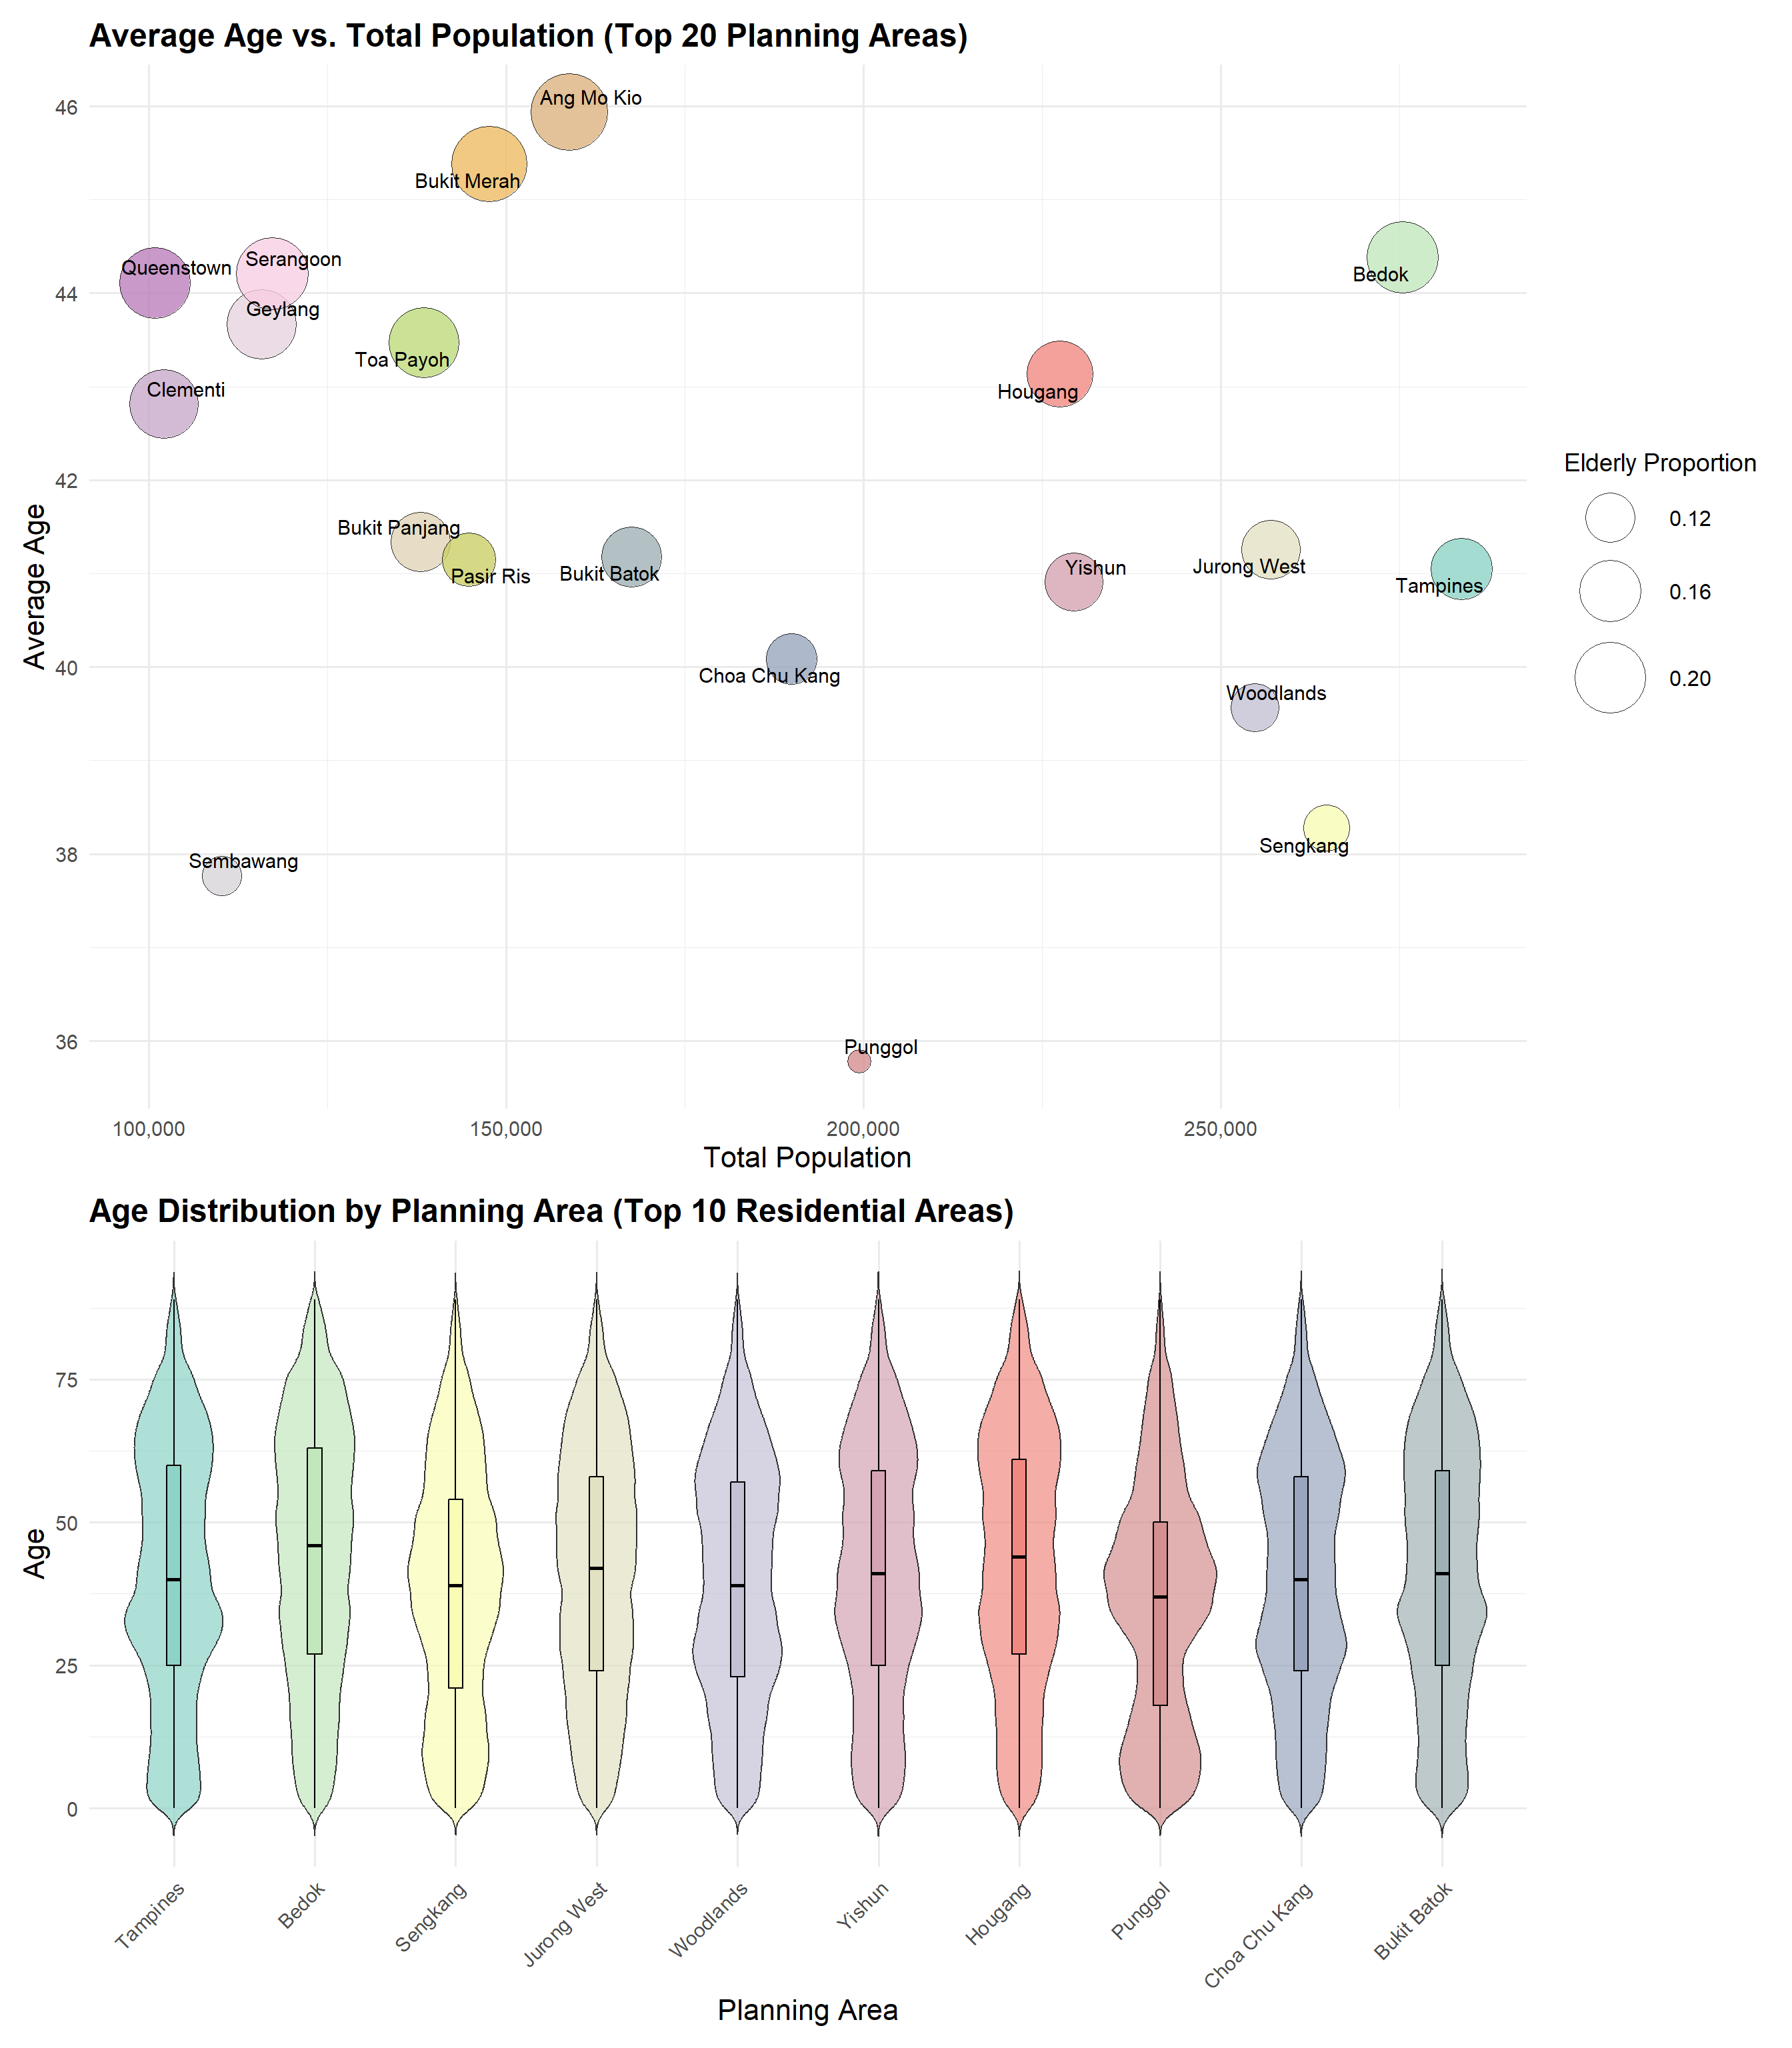 Average Age vs. Total Population (Top 20 Planning Areas)
46
44
42
40
38
36
Average Age
Ang Mo Kio
Bukit Merah
Queenstown
Serangoon
Geylang
Bedok
Toa Payoh
Clementi
Hougang
Bukit Panjang
Pasir Ris
Bukit Batok
Yishun
Jurong West
Tampines
Choa Chu Kang
Woodlands
Sengkang
Sembawang
Punggol
100,000
150,000
200,000
250,000
Total Population
Elderly Proportion
0.12
0.16
0.20
Age Distribution by Planning Area (Top 10 Residential Areas)
75
50
25
0
Age
Tampines
Bedok
Sengkang
Jurong West
Woodlands
Yishun
Hougang
Punggol
Choa Chu Kang
Bukit Batok
Planning Area